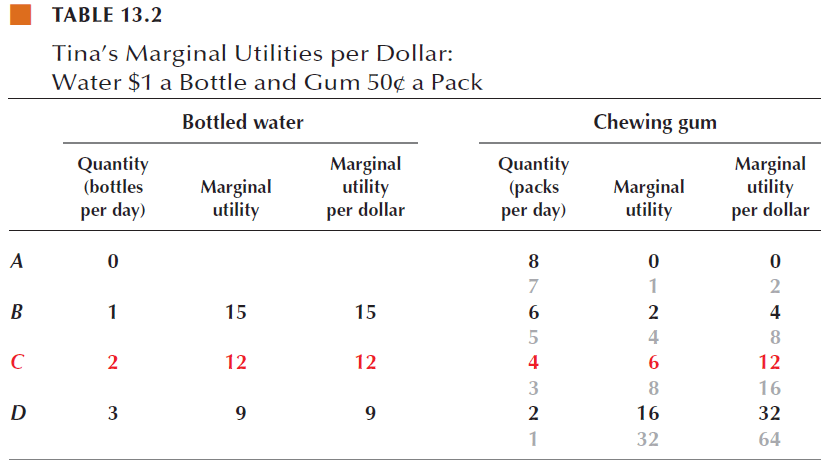 TABLE 13.2
Tina's Marginal Utilities per Dollar:
Water $1 a Bottle and Gum 50¢ a Pack
Bottled water Chewing gum
Quantity Marginal Quantity Marginal
(bottles Marginal utility (packs Marginal utility
per day) utility per dollar per day) utility per dollar
A 0 8 0 0
7 1 2
B 1 15 15 6 2 4
5 4 8
C 2 12 12 4 6 12
3 8 16
D 3 9 9 2 16 32
1 32 64